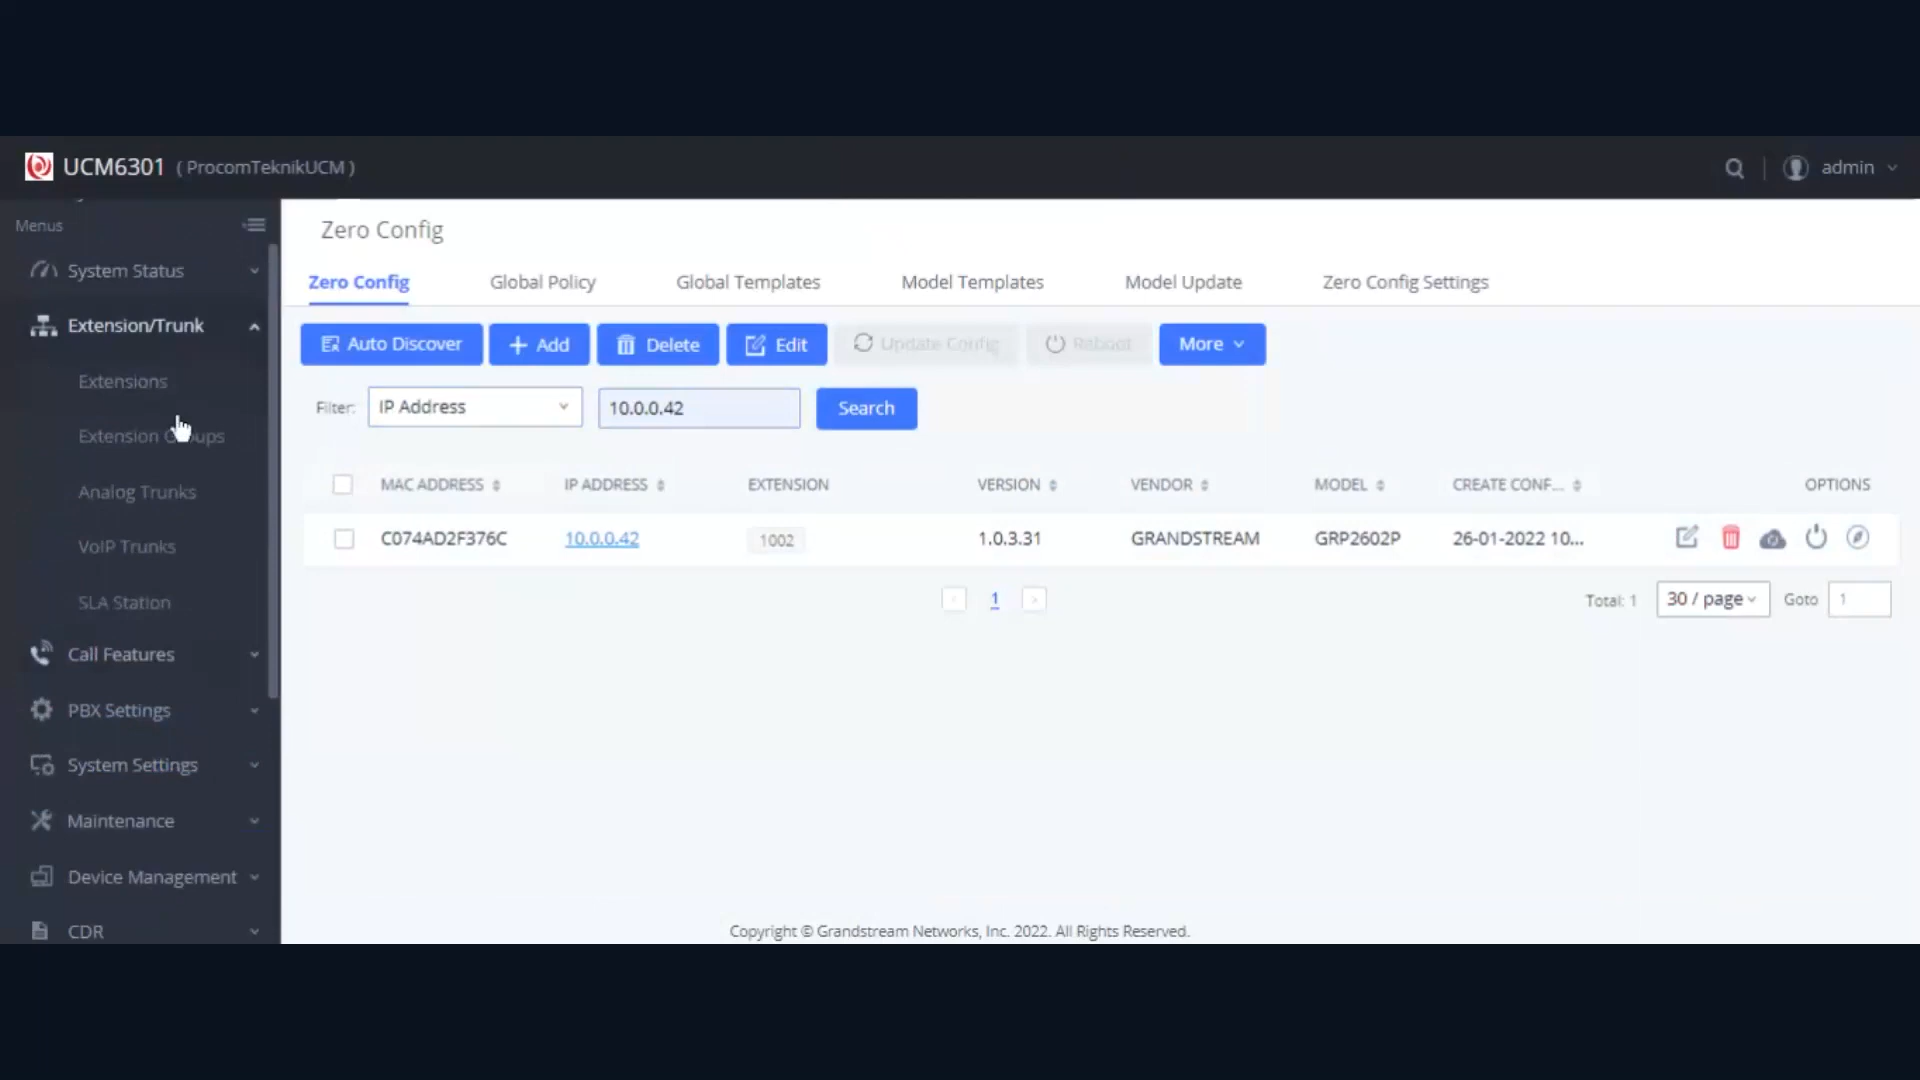 UCM6301 ( ProcomTeknikUCM )
admin
Menus
System Status
Extension/Trunk
Extensions
Extension Groups
Analog Trunks
VoIP Trunks
SLA Station
Call Features
PBX Settings
System Settings
Maintenance
Device Management
CDR
Zero Config
Zero Config Global Policy Global Templates Model Templates Model Update Zero Config Settings
Auto Discover + Add Delete Edit Update Config Reboot More
Filter: IP Address 10.0.0.42 Search
MAC ADDRESS IP ADDRESS EXTENSION VERSION VENDOR MODEL CREATE CONF... OPTIONS
C074AD2F376C 10.0.0.42 1002 1.0.3.31 GRANDSTREAM GRP2602P 26-01-2022 10...
< 1 > Total: 1 30 / page Goto 1
Copyright © Grandstream Networks, Inc. 2022. All Rights Reserved.